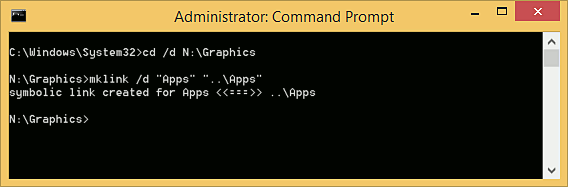 Administrator: Command Prompt
C:\Windows\System32>cd /d N:\Graphics
N:\Graphics>mklink /d "Apps" "..\Apps"
symbolic link created for Apps <<===>> ..\Apps
N:\Graphics>